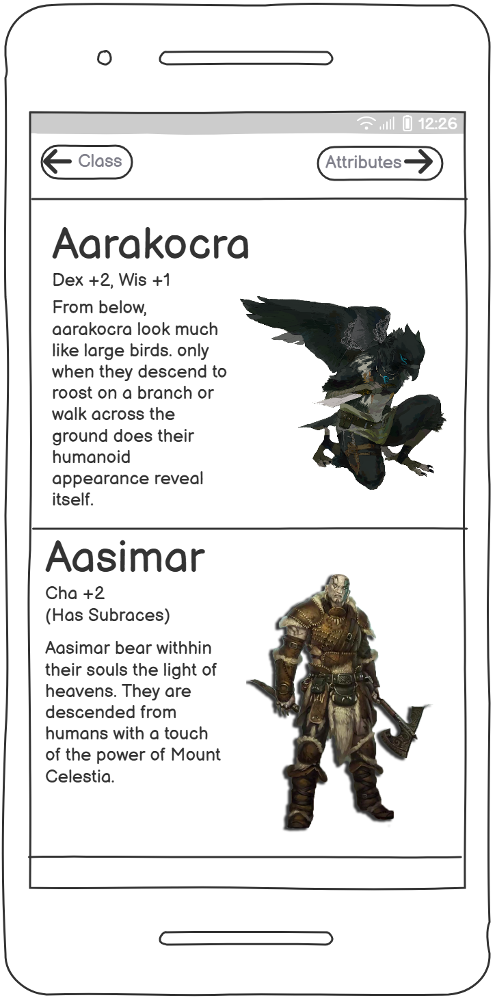 12:26
Class
Attributes
Aarakocra
Dex +2, Wis +1
From below,
aarakocra look much
like large birds. only
when they descend to
roost on a branch or
walk across the
ground does their
humanoid
appearance reveal
itself.
Aasimar
Cha +2
(Has Subraces)
Aasimar bear withhin
their souls the light of
heavens. They are
descended from
humans with a touch
of the power of Mount
Celestia.